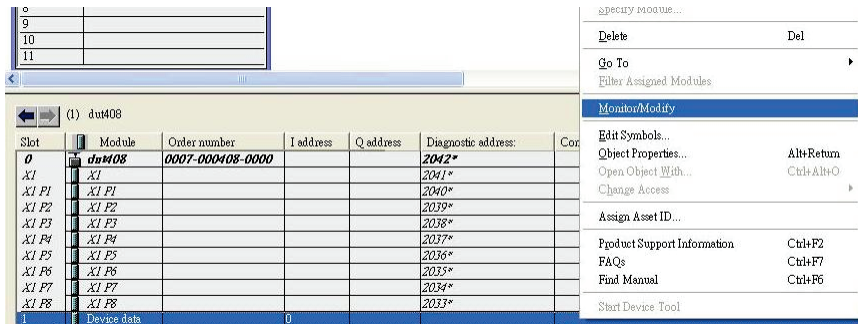 8
9
10
11
(1) dut408
Slot Module Order number I address Q address Diagnostic address: Con
0 dut408 0007-000408-0000 2042*
X1 X1 2041*
X1 P1 X1 P1 2040*
X1 P2 X1 P2 2039*
X1 P3 X1 P3 2038*
X1 P4 X1 P4 2037*
X1 P5 X1 P5 2036*
X1 P6 X1 P6 2035*
X1 P7 X1 P7 2034*
X1 P8 X1 P8 2033*
1 Device data 0
Specify Module...
Delete Del
Go To
Filter Assigned Modules
Monitor/Modify
Edit Symbols...
Object Properties... Alt+Return
Open Object With... Ctrl+Alt+O
Change Access
Assign Asset ID...
Product Support Information Ctrl+F2
FAQs Ctrl+F7
Find Manual Ctrl+F6
Start Device Tool